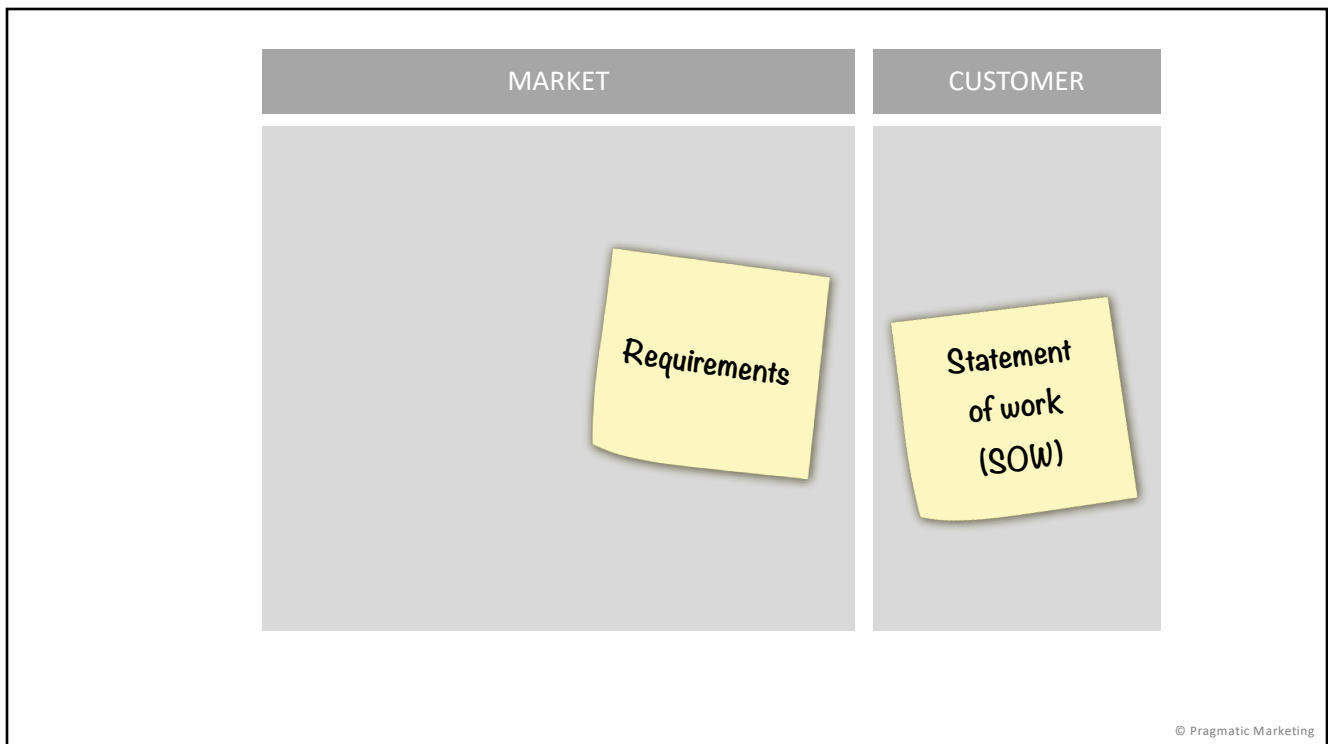 MARKET
CUSTOMER
Requirements
Statement
of work
(SOW)
© Pragmatic Marketing